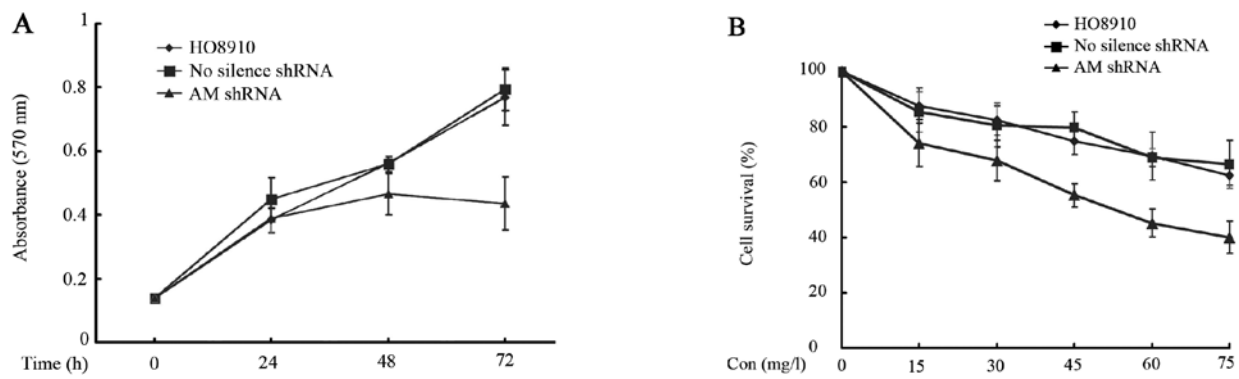 A
HO8910
No silence shRNA
AM shRNA
Absorbance (570 nm)
1
0.8
0.6
0.4
0.2
0
Time (h)
0
24
48
72
B
HO8910
No silence shRNA
AM shRNA
Cell survival (%)
100
80
60
40
20
0
Con (mg/l)
0
15
30
45
60
75